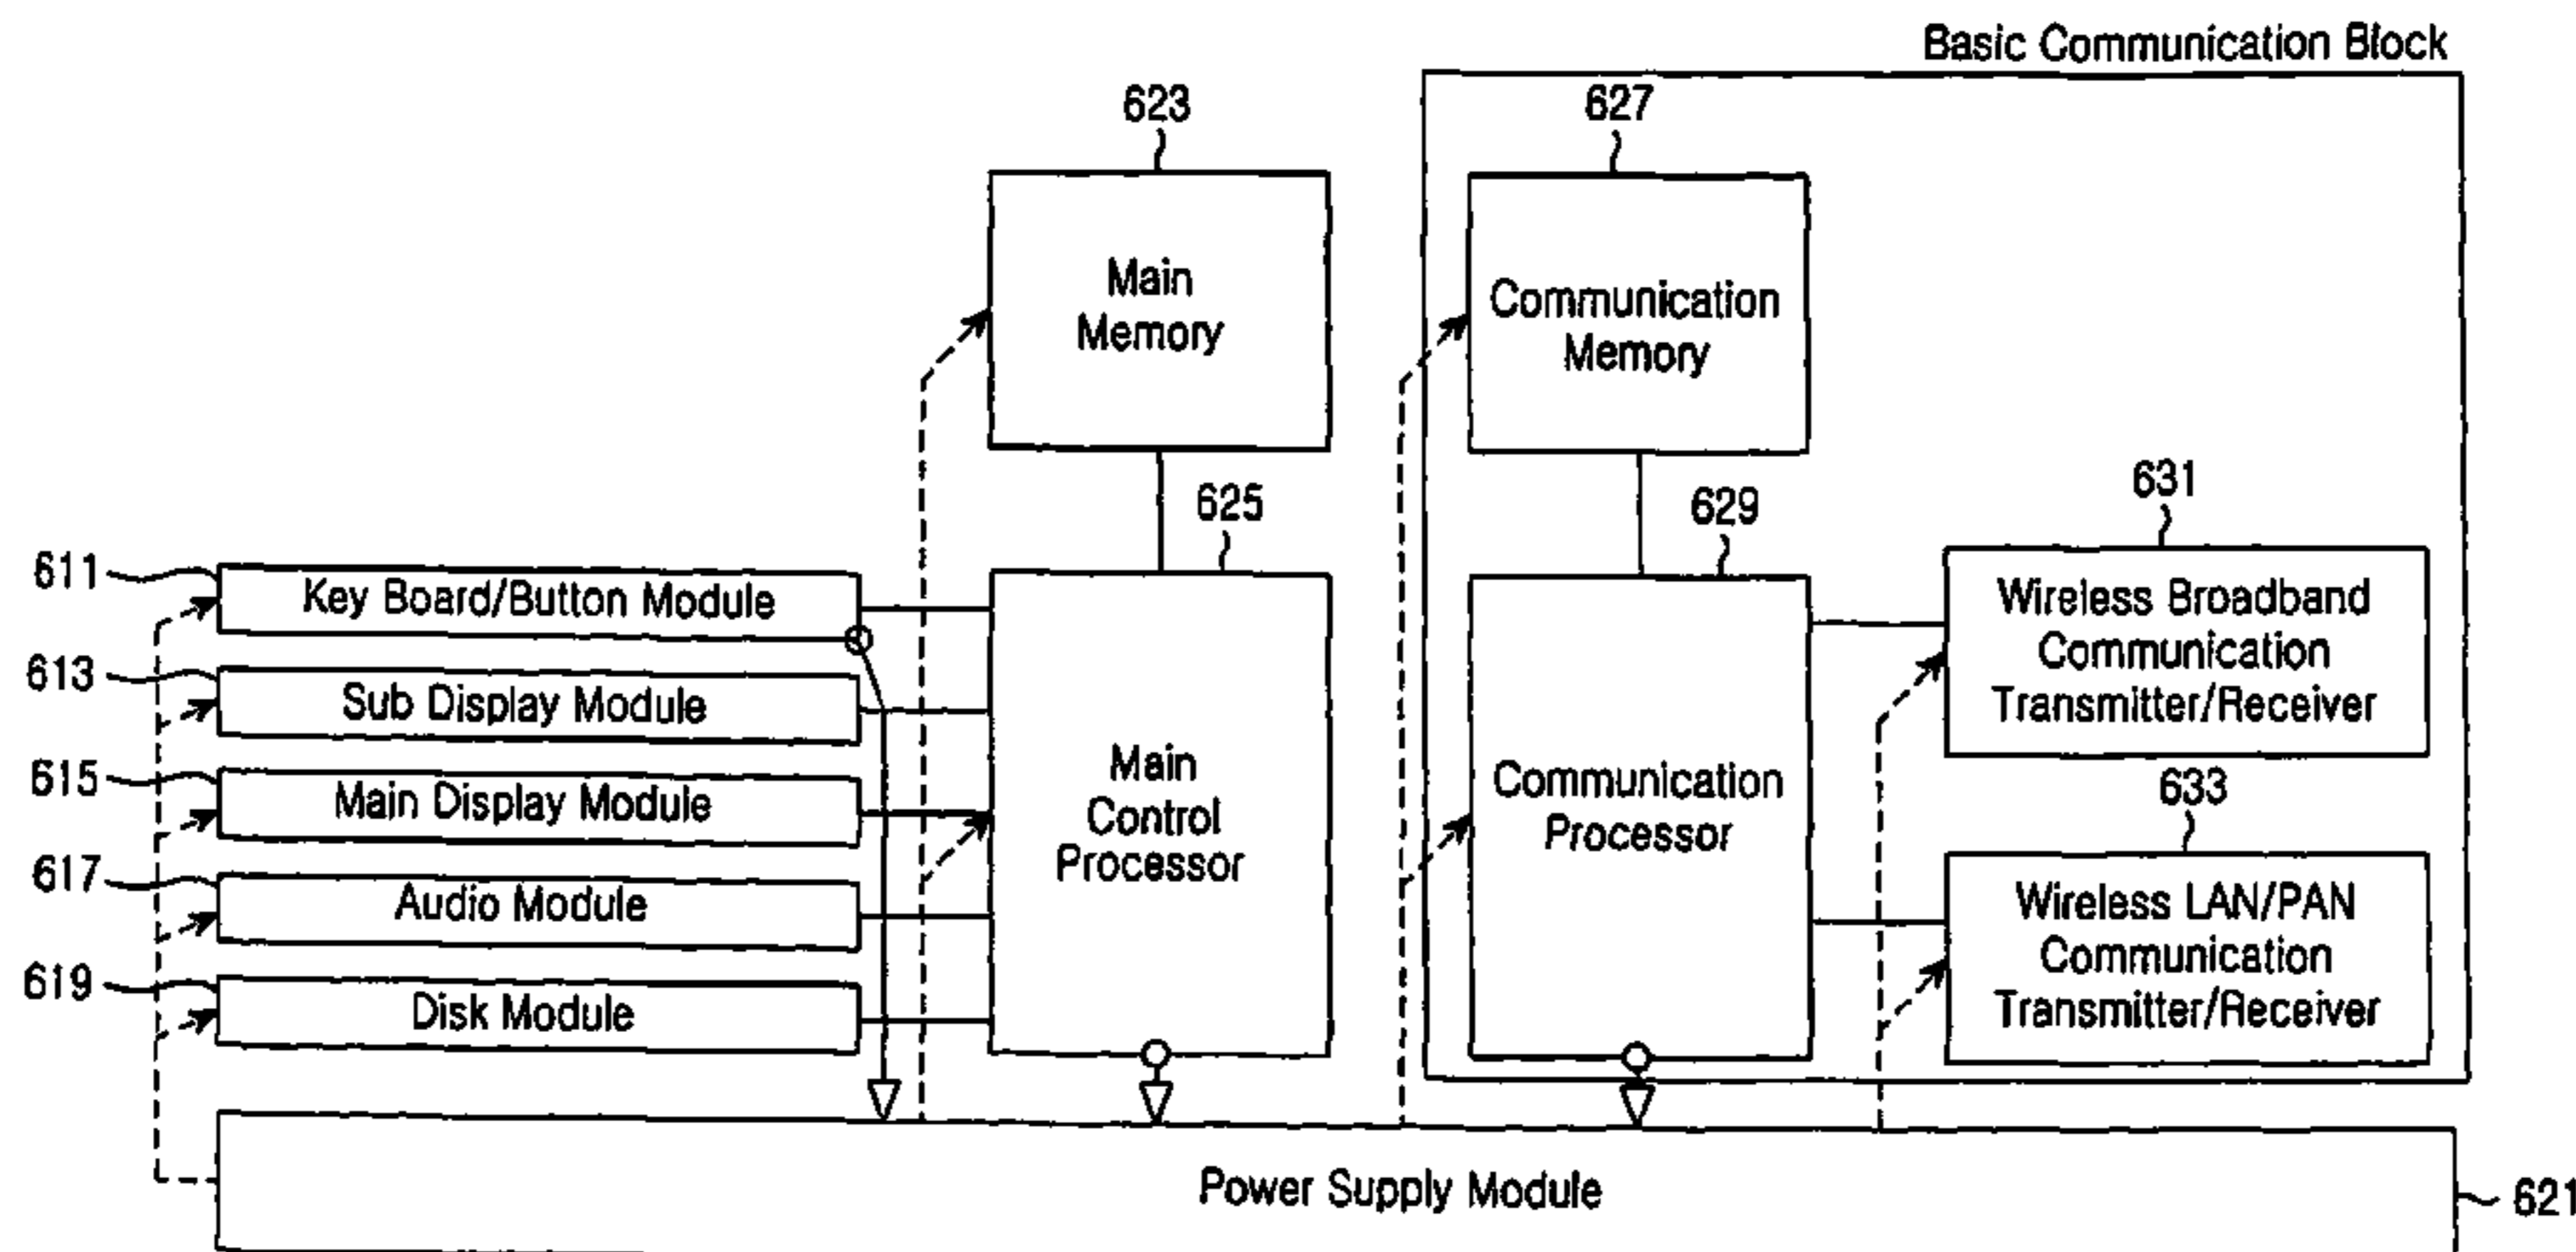 Basic Communication Block
623
627
Main
Memory
Communication
Memory
625
629
631
611
Key Board/Button Module
613
Sub Display Module
615
Main Display Module
617
Audio Module
619
Disk Module
Main
Control
Processor
Communication
Processor
Wireless Broadband
Communication
Transmitter/Receiver
633
Wireless LAN/PAN
Communication
Transmitter/Receiver
Power Supply Module
621